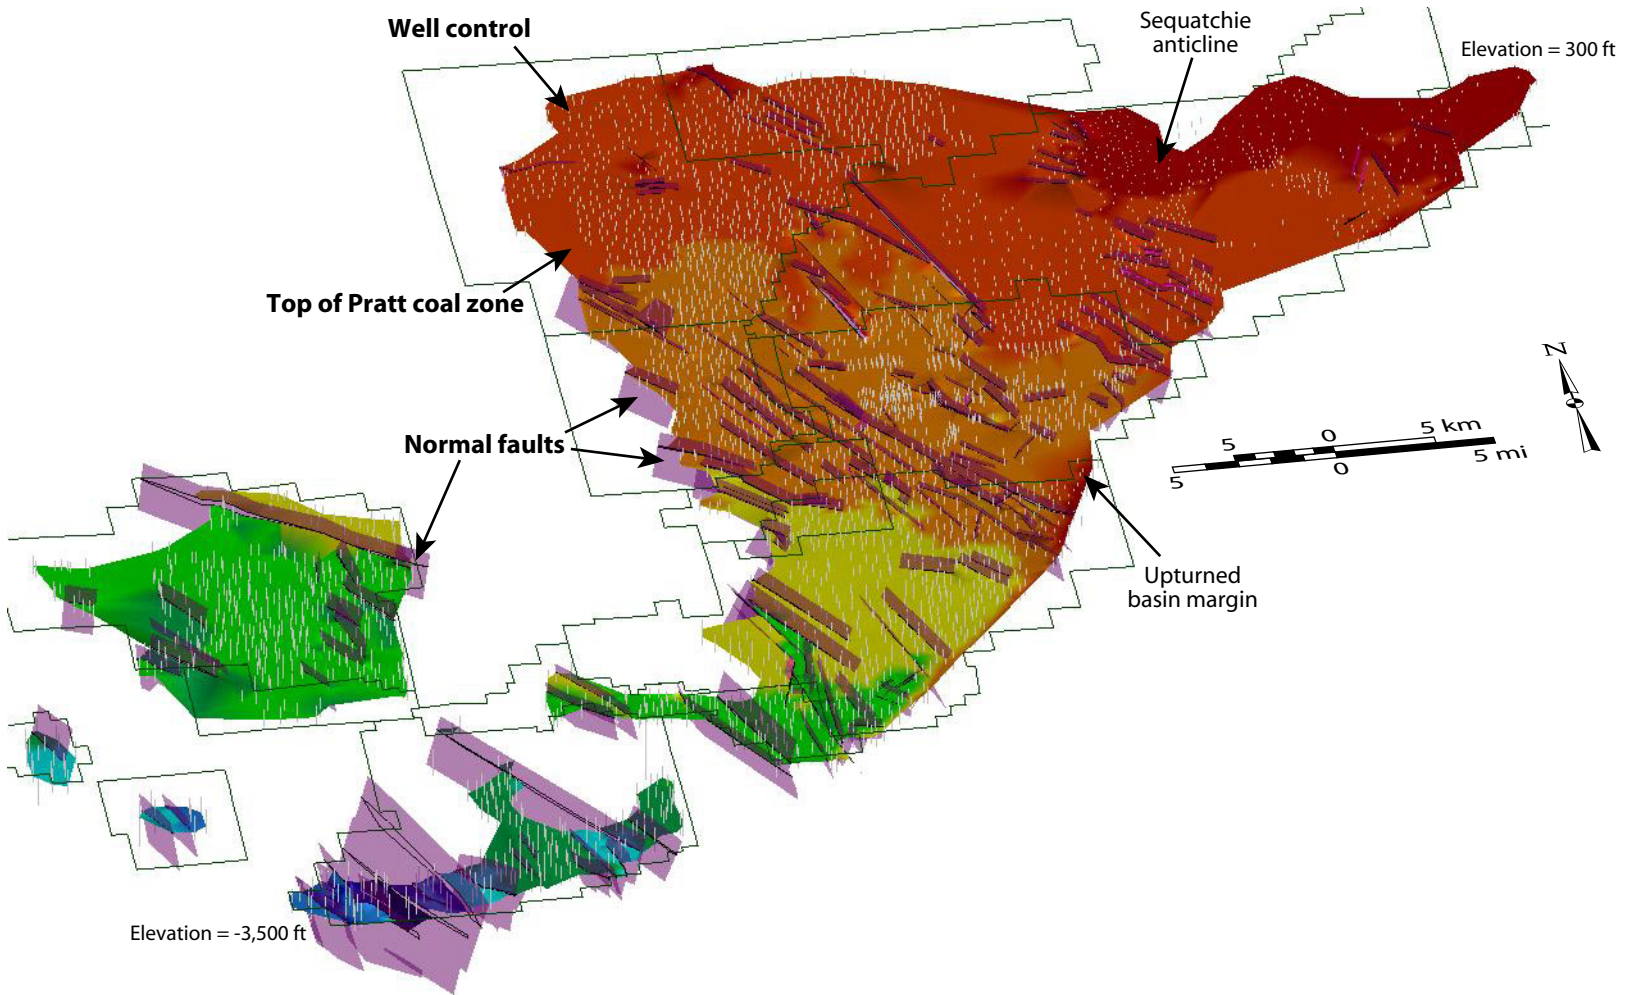 Well control
Sequatchie
anticline
Elevation = 300 ft
Top of Pratt coal zone
N
5 0 5 km
5 0 5 mi
Normal faults
Upturned
basin margin
Elevation = -3,500 ft